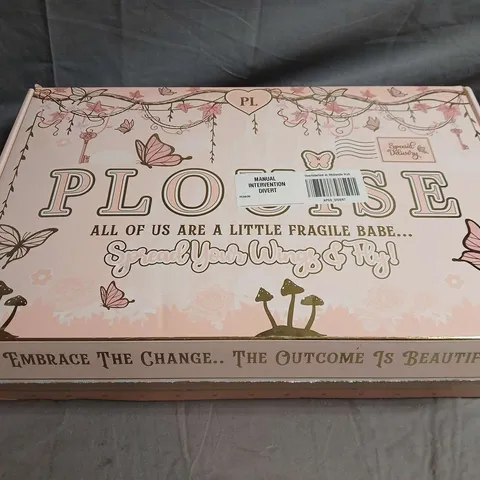 PL
Special Delivery
PLOUISE
MANUAL
INTERVENTION
DIVERT
ALL OF US ARE A LITTLE FRAGILE BABE...
Spread Your Wings & Fly!
EMBRACE THE CHANGE.. THE OUTCOME IS BEAUTIF